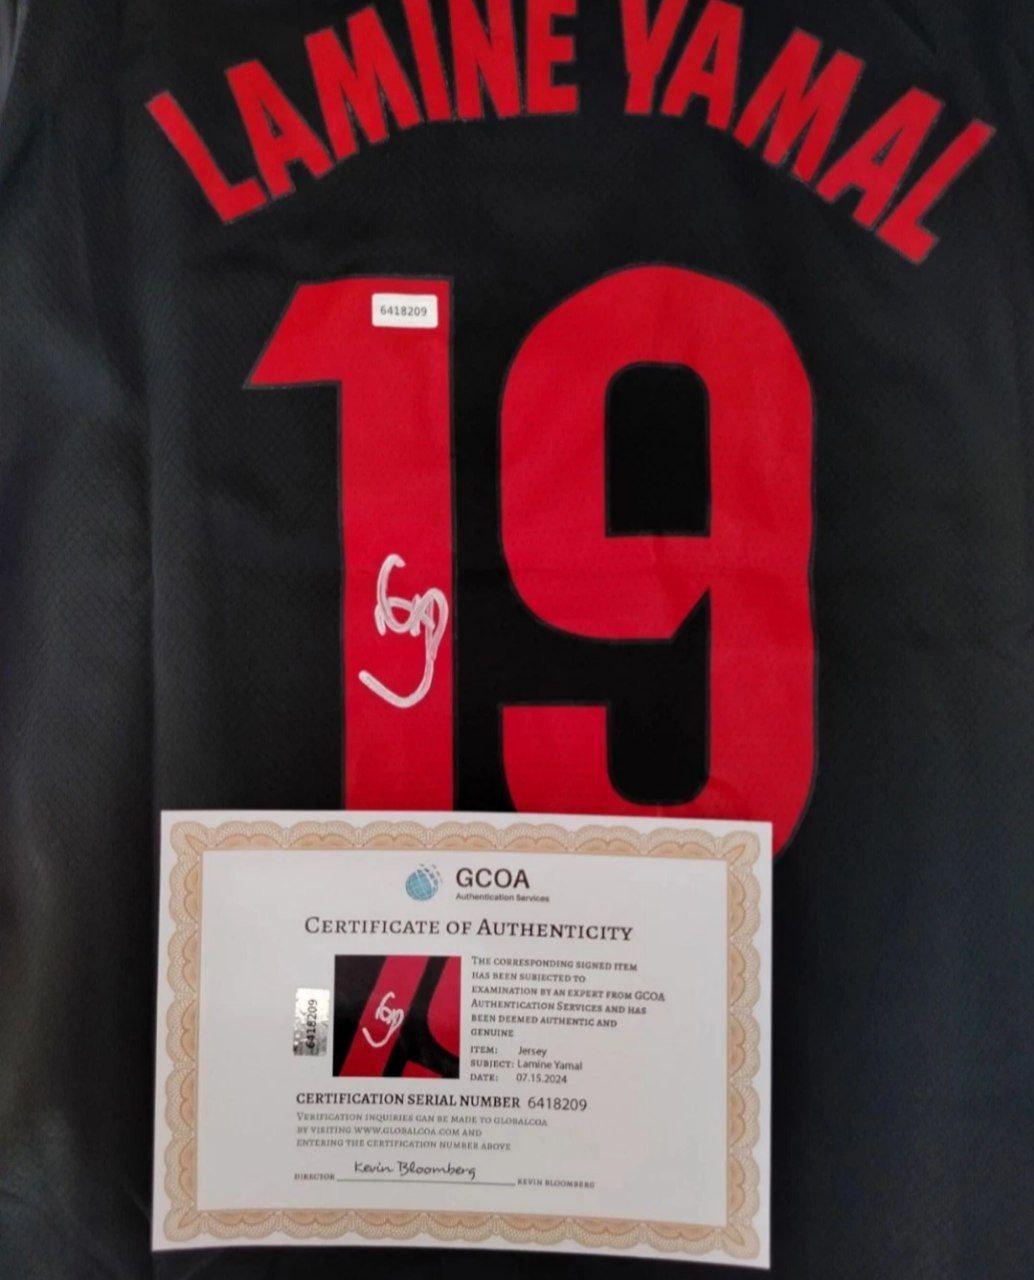 LAMINE YAMAL
6418209
19
GCOA
Authentication Services
CERTIFICATE OF AUTHENTICITY
THE CORRESPONDING SIGNED ITEM
HAS BEEN SUBJECTED TO
EXAMINATION BY AN EXPERT FROM GCOA
AUTHENTICATION SERVICES AND HAS
BEEN DEEMED AUTHENTIC AND
GENUINE
6418209
ITEM: Jersey
SUBJECT: Lamine Yamal
DATE: 07.15.2024
CERTIFICATION SERIAL NUMBER 6418209
VERIFICATION INQUIRIES CAN BE MADE TO GLOBALCOA
BY VISITING WWW.GLOBALCOA.COM AND
ENTERING THE CERTIFICATION NUMBER ABOVE
DIRECTOR Kevin Bloomberg KEVIN BLOOMBERG